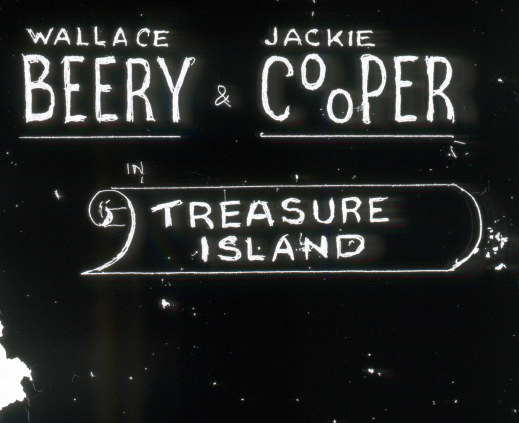 WALLACE JACKIE
BEERY & COOPER
IN
TREASURE
ISLAND